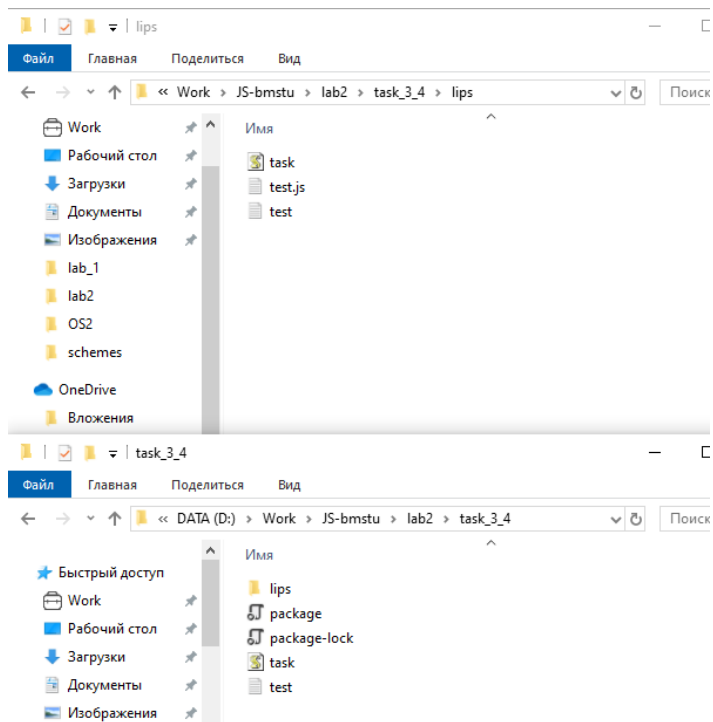 lips
Файл Главная Поделиться Вид
« Work › JS-bmstu › lab2 › task_3_4 › lips Поиск
Work
Рабочий стол
Загрузки
Документы
Изображения
lab_1
lab2
OS2
schemes
OneDrive
Вложения
Имя
task
test.js
test
task_3_4
Файл Главная Поделиться Вид
« DATA (D:) › Work › JS-bmstu › lab2 › task_3_4 Поиск
Быстрый доступ
Work
Рабочий стол
Загрузки
Документы
Изображения
Имя
lips
package
package-lock
task
test